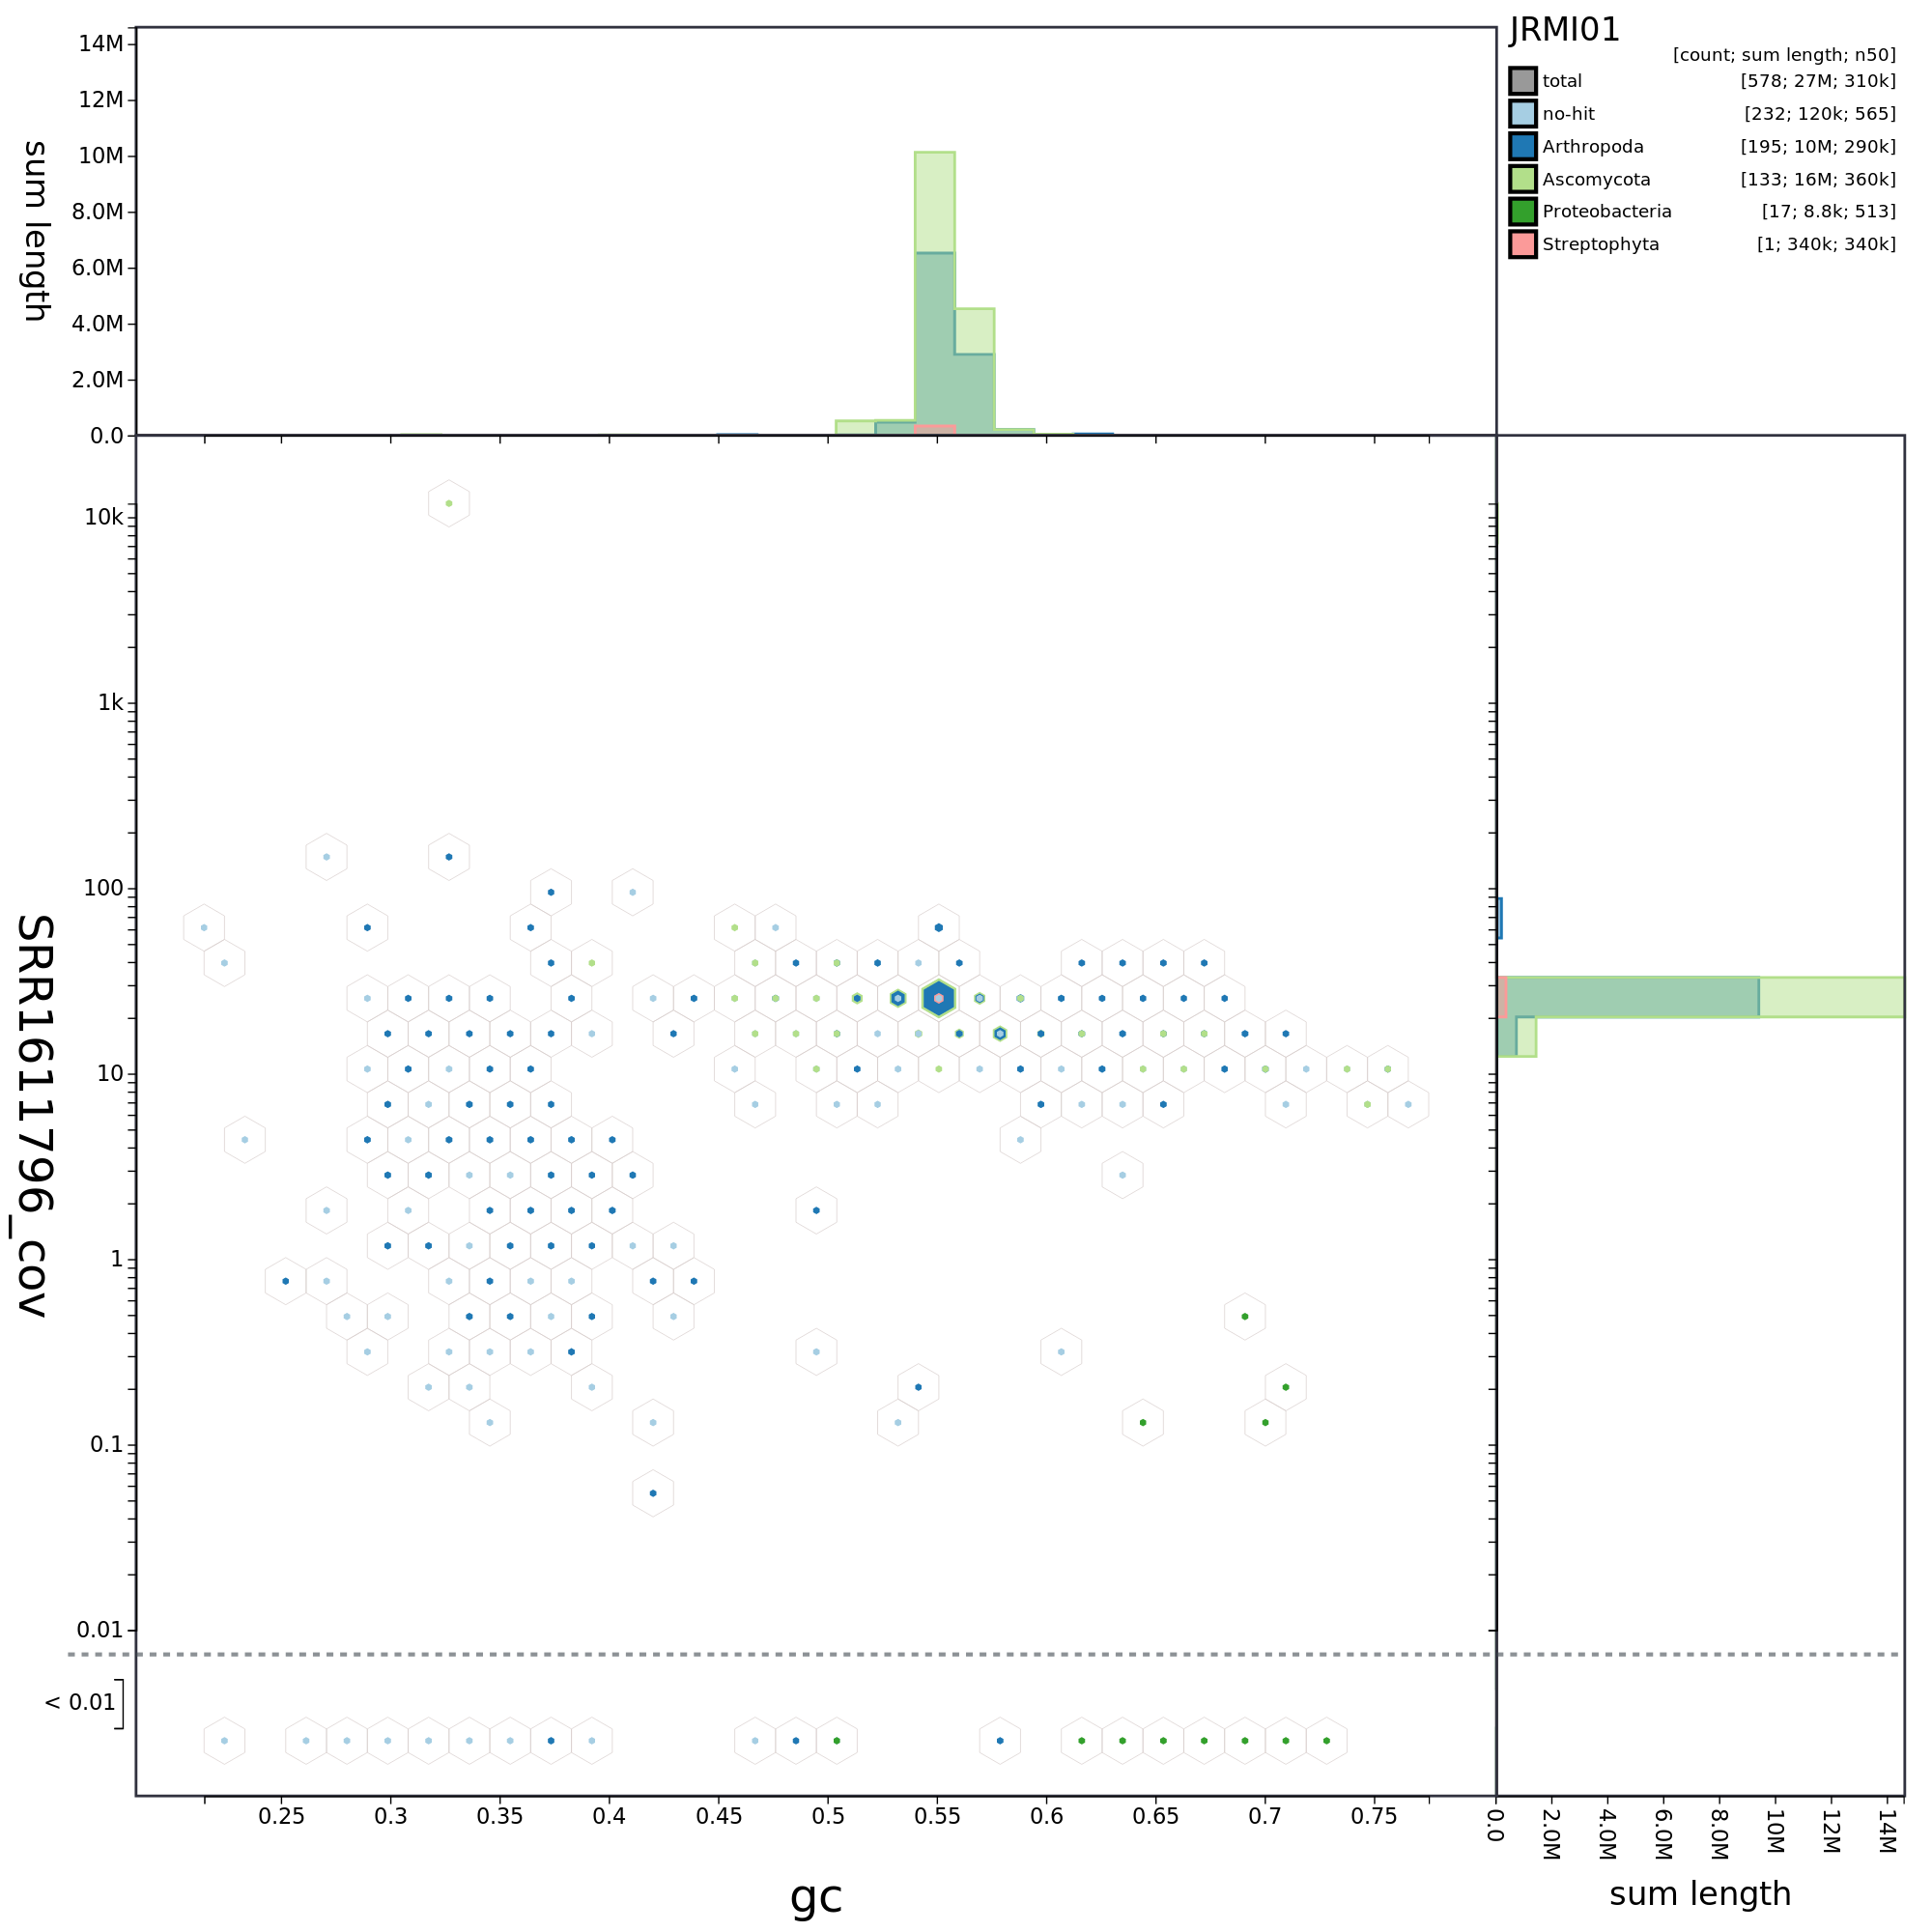 JRMI01
[count; sum length; n50]
total [578; 27M; 310k]
no-hit [232; 120k; 565]
Arthropoda [195; 10M; 290k]
Ascomycota [133; 16M; 360k]
Proteobacteria [17; 8.8k; 513]
Streptophyta [1; 340k; 340k]
sum length
14M
12M
10M
8.0M
6.0M
4.0M
2.0M
0.0
SRR1611796_cov
10k
1k
100
10
1
0.1
0.01
< 0.01
0.25 0.3 0.35 0.4 0.45 0.5 0.55 0.6 0.65 0.7 0.75
gc
0.0 2.0M 4.0M 6.0M 8.0M 10M 12M 14M
sum length